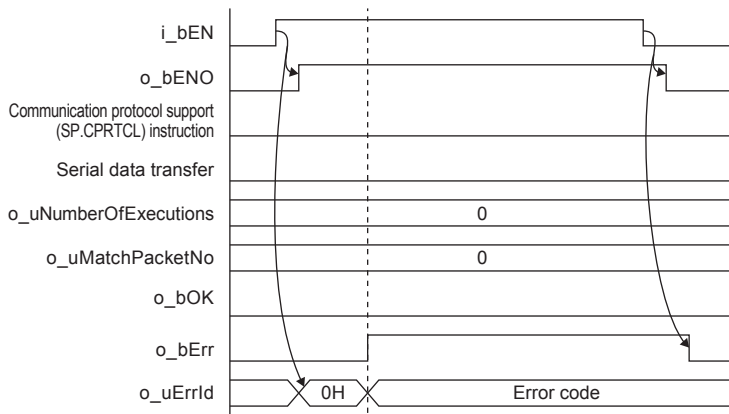 i_bEN
o_bENO
Communication protocol support
(SP.CPRTCL) instruction
Serial data transfer
o_uNumberOfExecutions
0
o_uMatchPacketNo
0
o_bOK
o_bErr
o_uErrId
0H
Error code